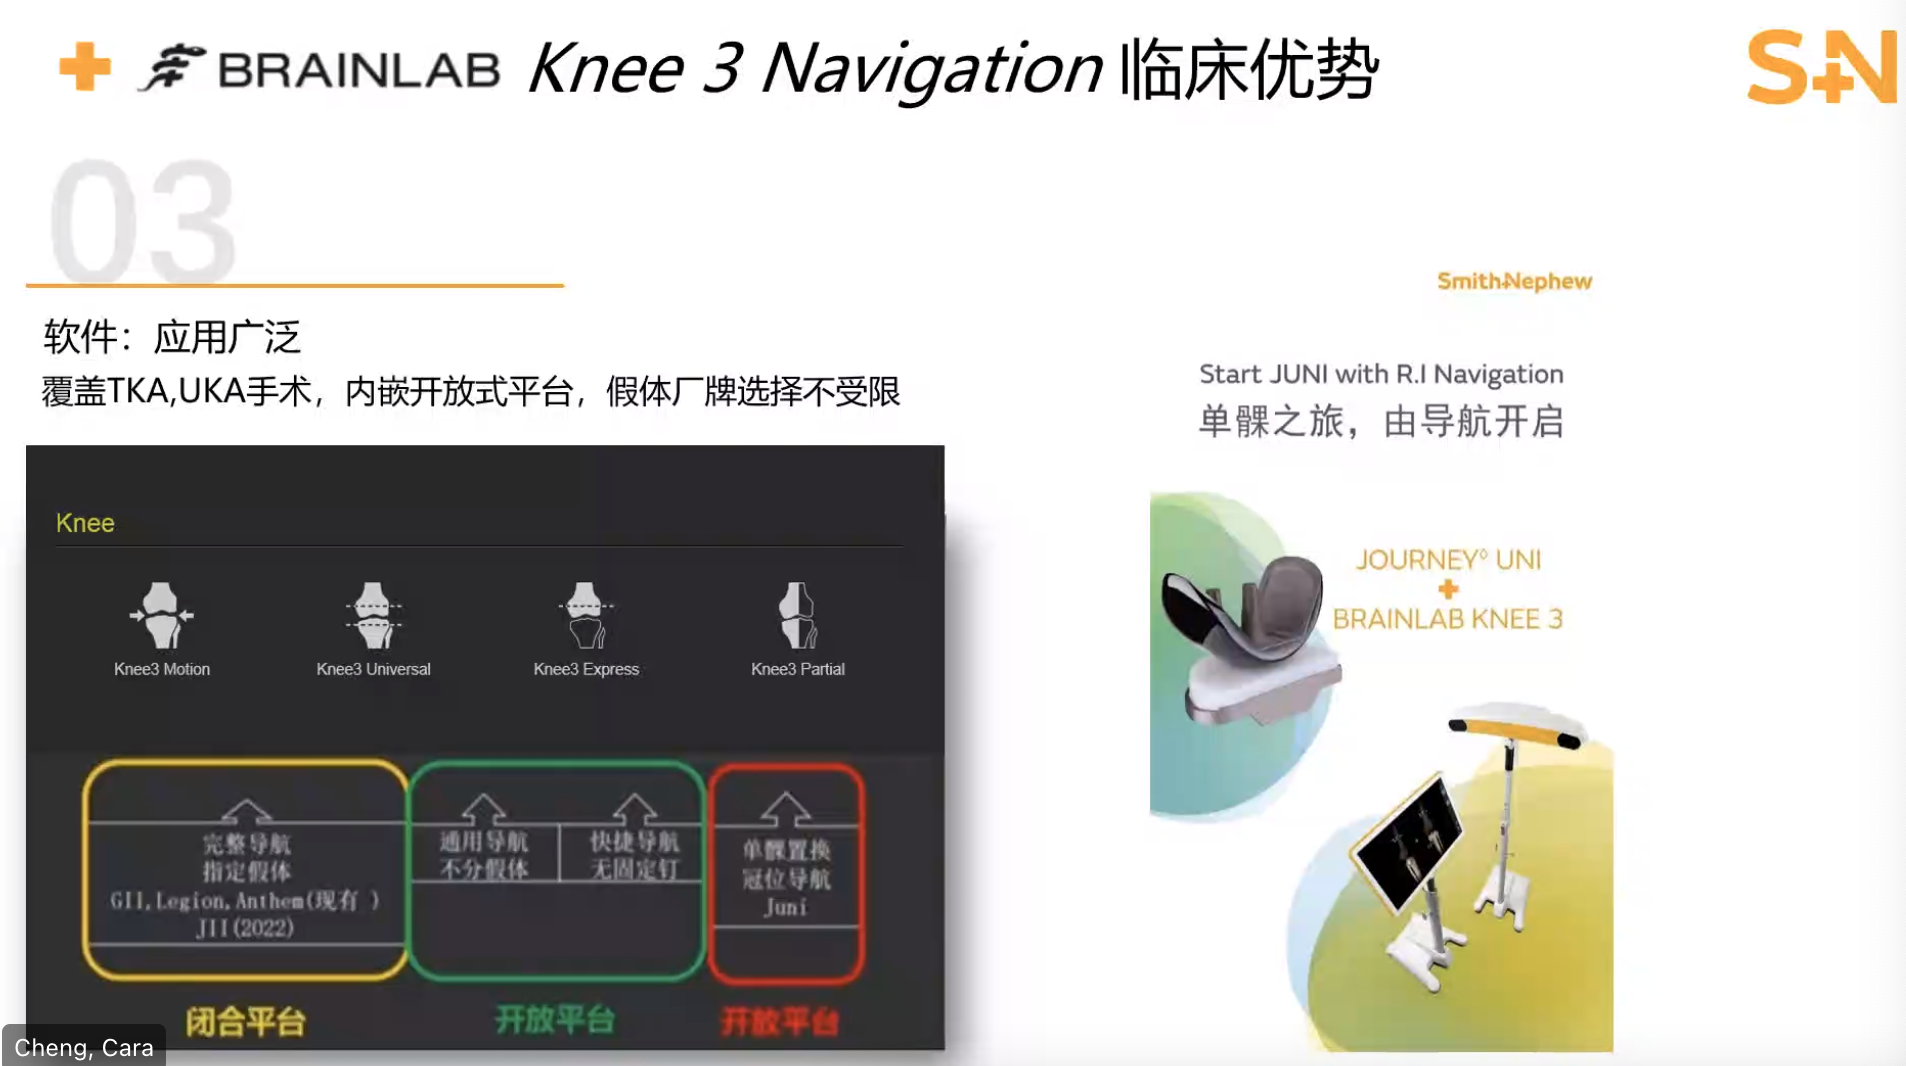 BRAINLAB Knee 3 Navigation 临床优势
S+N
03
SmithNephew
软件：应用广泛
覆盖TKA,UKA手术，内嵌开放式平台，假体厂牌选择不受限
Start JUNI with R.I Navigation
单髁之旅，由导航开启
Knee
Knee3 Motion
Knee3 Universal
Knee3 Express
Knee3 Partial
JOURNEY◊ UNI
BRAINLAB KNEE 3
完整导航
指定假体
GII,Legion,Anthem(现有 )
JII(2022)
通用导航
不分假体
快捷导航
无固定钉
单髁置换
冠位导航
Juni
闭合平台
开放平台
开放平台
Cheng, Cara